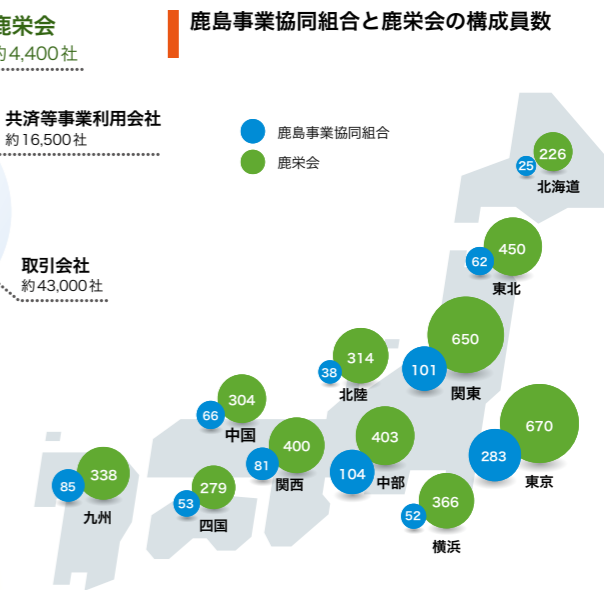 鹿栄会
約4,400社
共済等事業利用会社
約16,500社
取引会社
約43,000社
鹿島事業協同組合と鹿栄会の構成員数
鹿島事業協同組合
鹿栄会
25
226
北海道
62
450
東北
101
650
関東
38
314
北陸
283
670
東京
66
304
中国
81
400
関西
104
403
中部
52
366
横浜
53
279
四国
85
338
九州